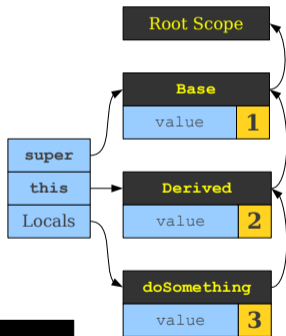 Root Scope
Base
value 1
super
this
Locals
Derived
value 2
doSomething
value 3